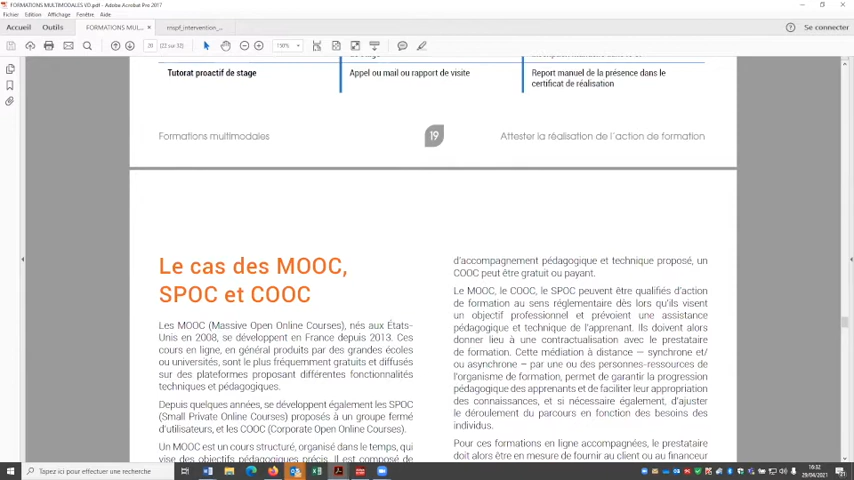 FORMATIONS MULTIMODALES VD.pdf - Adobe Acrobat Pro 2017
Fichier Edition Affichage Fenêtre Aide
Accueil Outils FORMATIONS MUL... × rnspf_intervention_... Se connecter
20 (22 sur 32) 150%
Tutorat proactif de stage
Appel ou mail ou rapport de visite
Report manuel de la présence dans le
certificat de réalisation
Formations multimodales 19 Attester la réalisation de l'action de formation
Le cas des MOOC,
SPOC et COOC
Les MOOC (Massive Open Online Courses), nés aux États-
Unis en 2008, se développent en France depuis 2013. Ces
cours en ligne, en général produits par des grandes écoles
ou universités, sont le plus fréquemment gratuits et diffusés
sur des plateformes proposant différentes fonctionnalités
techniques et pédagogiques.
Depuis quelques années, se développent également les SPOC
(Small Private Online Courses) proposés à un groupe fermé
d'utilisateurs, et les COOC (Corporate Open Online Courses).
Un MOOC est un cours structuré, organisé dans le temps, qui
vise des objectifs pédagogiques précis. Il est composé de
d'accompagnement pédagogique et technique proposé, un
COOC peut être gratuit ou payant.
Le MOOC, le COOC, le SPOC peuvent être qualifiés d'action
de formation au sens réglementaire dès lors qu'ils visent
un objectif professionnel et prévoient une assistance
pédagogique et technique de l'apprenant. Ils doivent alors
donner lieu à une contractualisation avec le prestataire
de formation. Cette médiation à distance — synchrone et/
ou asynchrone – par une ou des personnes-ressources de
l'organisme de formation, permet de garantir la progression
pédagogique des apprenants et de faciliter leur appropriation
des connaissances, et si nécessaire également, d'ajuster
le déroulement du parcours en fonction des besoins des
individus.
Pour ces formations en ligne accompagnées, le prestataire
doit alors être en mesure de fournir au client ou au financeur
Tapez ici pour effectuer une recherche
16:32
29/04/2021